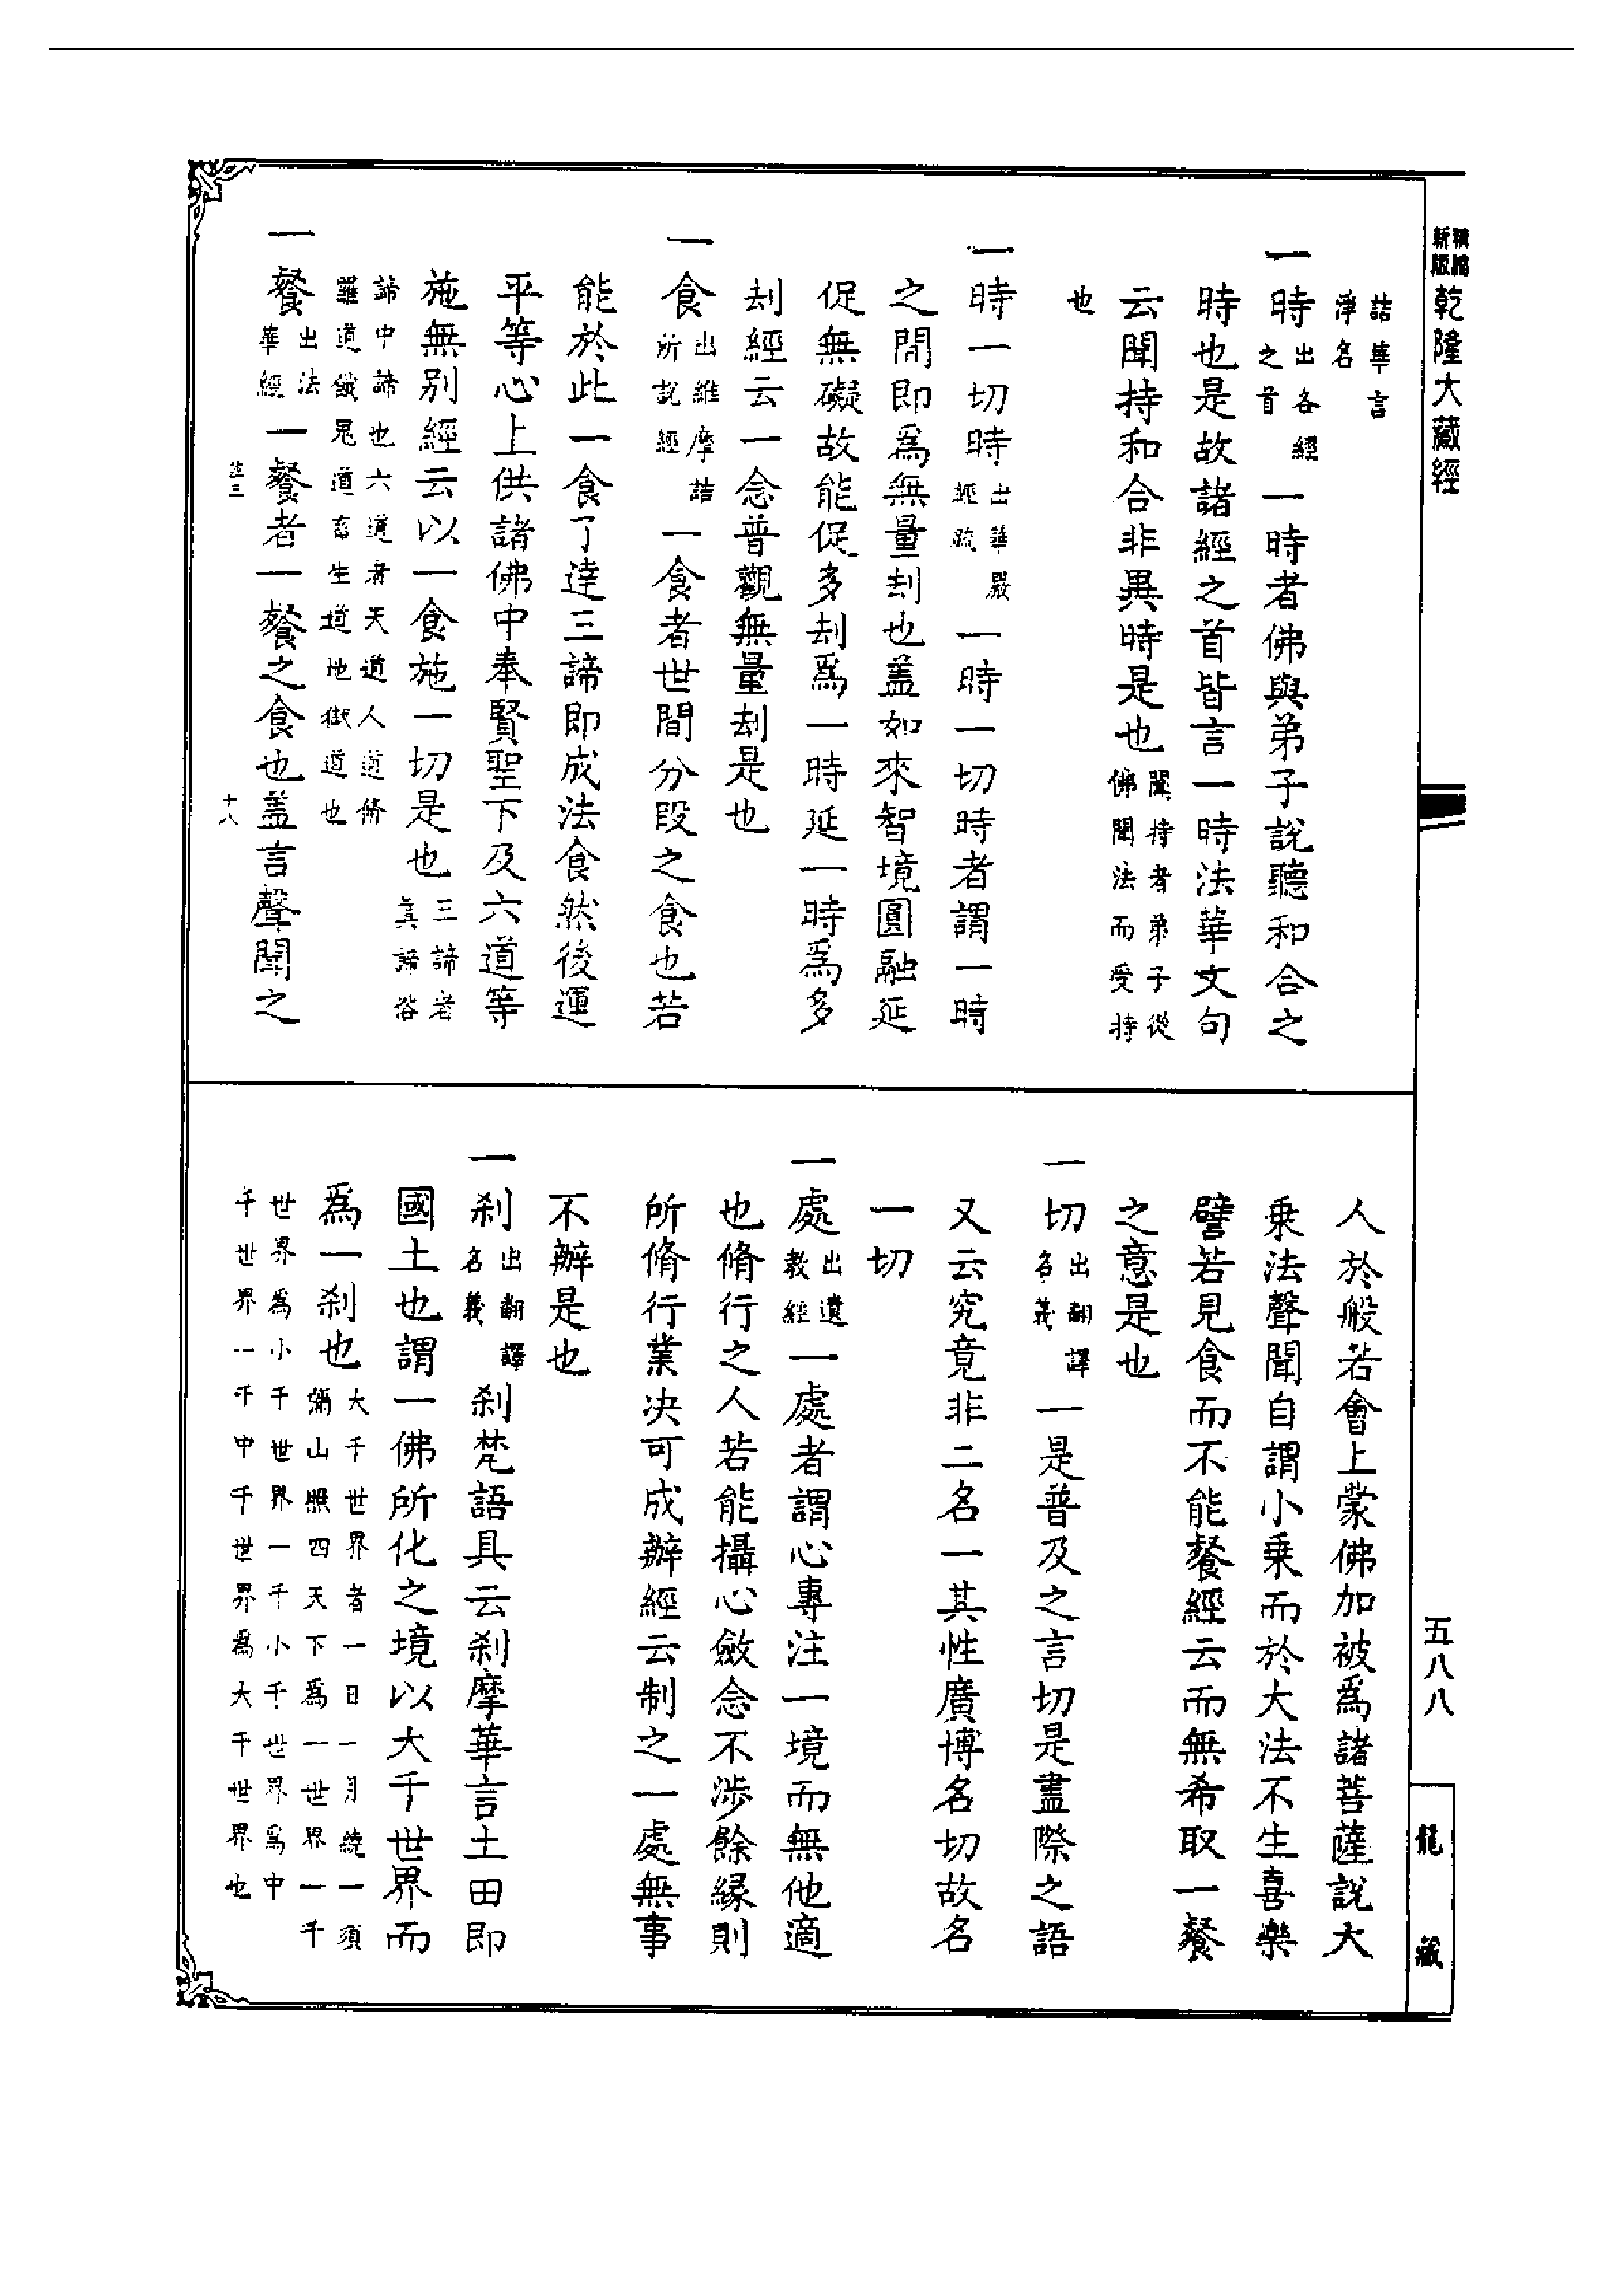 新版精縮
乾隆大藏經
詰華言
淨名
一時出各經之首一時者佛與弟子說聽和合之
時也是故諸經之首皆言一時法華文句
云聞持和合非異時是也聞持者弟子從佛聞法而受持
也
一時一切時出華嚴經疏一時一切時者謂一時
之間即爲無量刦也盖如來智境圓融延
促無礙故能促多刦爲一時延一時爲多
刦經云一念普觀無量刦是也
一食出維摩詰所說經一食者世間分段之食也若
能於此一食了達三諦即成法食然後運
平等心上供諸佛中奉賢聖下及六道等
施無別經云以一食施一切是也三諦者真諦俗
諦中諦也六道者天道人道脩
羅道餓鬼道畜生道地獄道也
一餐出法華經一餐者一餐之食也盖言聲聞之
十八
人於般若會上蒙佛加被爲諸菩薩說大
乘法聲聞自謂小乘而於大法不生喜樂
譬若見食而不能餐經云而無希取一餐
之意是也
一切出翻譯名義一是普及之言切是盡際之語
又云究竟非二名一其性廣博名切故名
一切
一處出遺教經一處者謂心專注一境而無他適
也脩行之人若能攝心斂念不涉餘緣則
所脩行業決可成辦經云制之一處無事
不辦是也
一剎出翻譯名義剎梵語具云剎摩華言土田即
國土也謂一佛所化之境以大千世界而
爲一剎也大千世界者一日一月繞一須彌山照四天下爲一世界一千
世界爲小千世界一千小千世界爲中
千世界一千中千世界爲大千世界也
五八八
龍藏